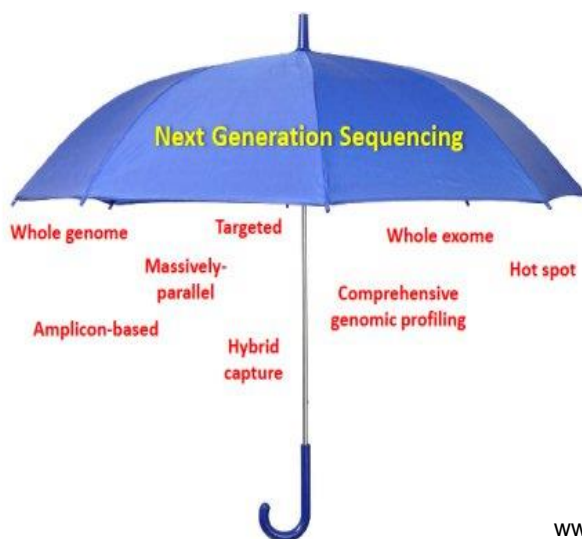 Next Generation Sequencing
Whole genome
Targeted
Whole exome
Hot spot
Massively-
parallel
Comprehensive
genomic profiling
Amplicon-based
Hybrid
capture